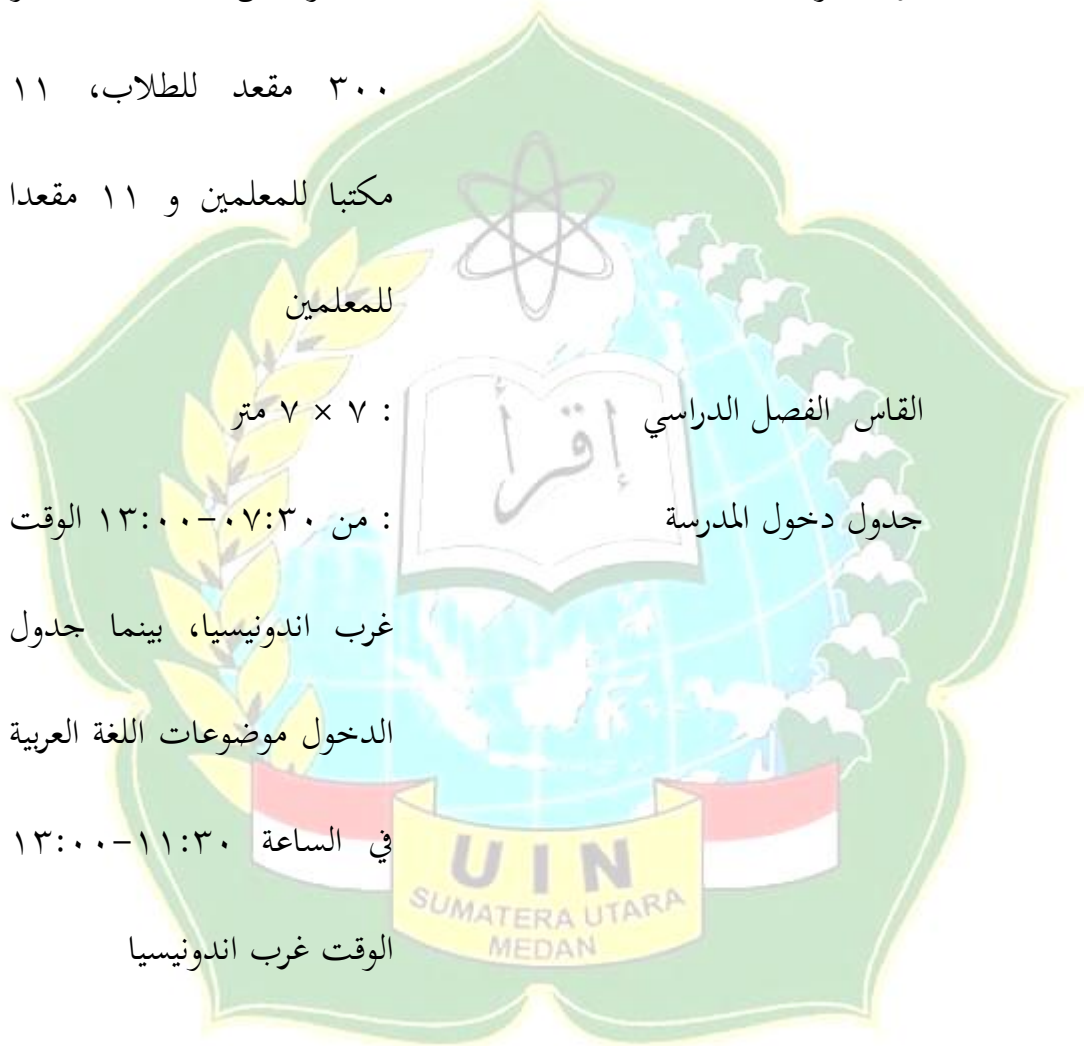 ٣٠٠ مقعد للطلاب، ١١
مكتبا للمعلمين و ١١ مقعدا
للمعلمين
القاس الفصل الدراسي : ٧ × ٧ متر
جدول دخول المدرسة : من ٠٧:٣٠-١٣:٠٠ الوقت
غرب اندونيسيا، بينما جدول
الدخول موضوعات اللغة العربية
في الساعة ١١:٣٠-١٣:٠٠
الوقت غرب اندونيسيا
إقرأ
UIN
SUMATERA UTARA
MEDAN